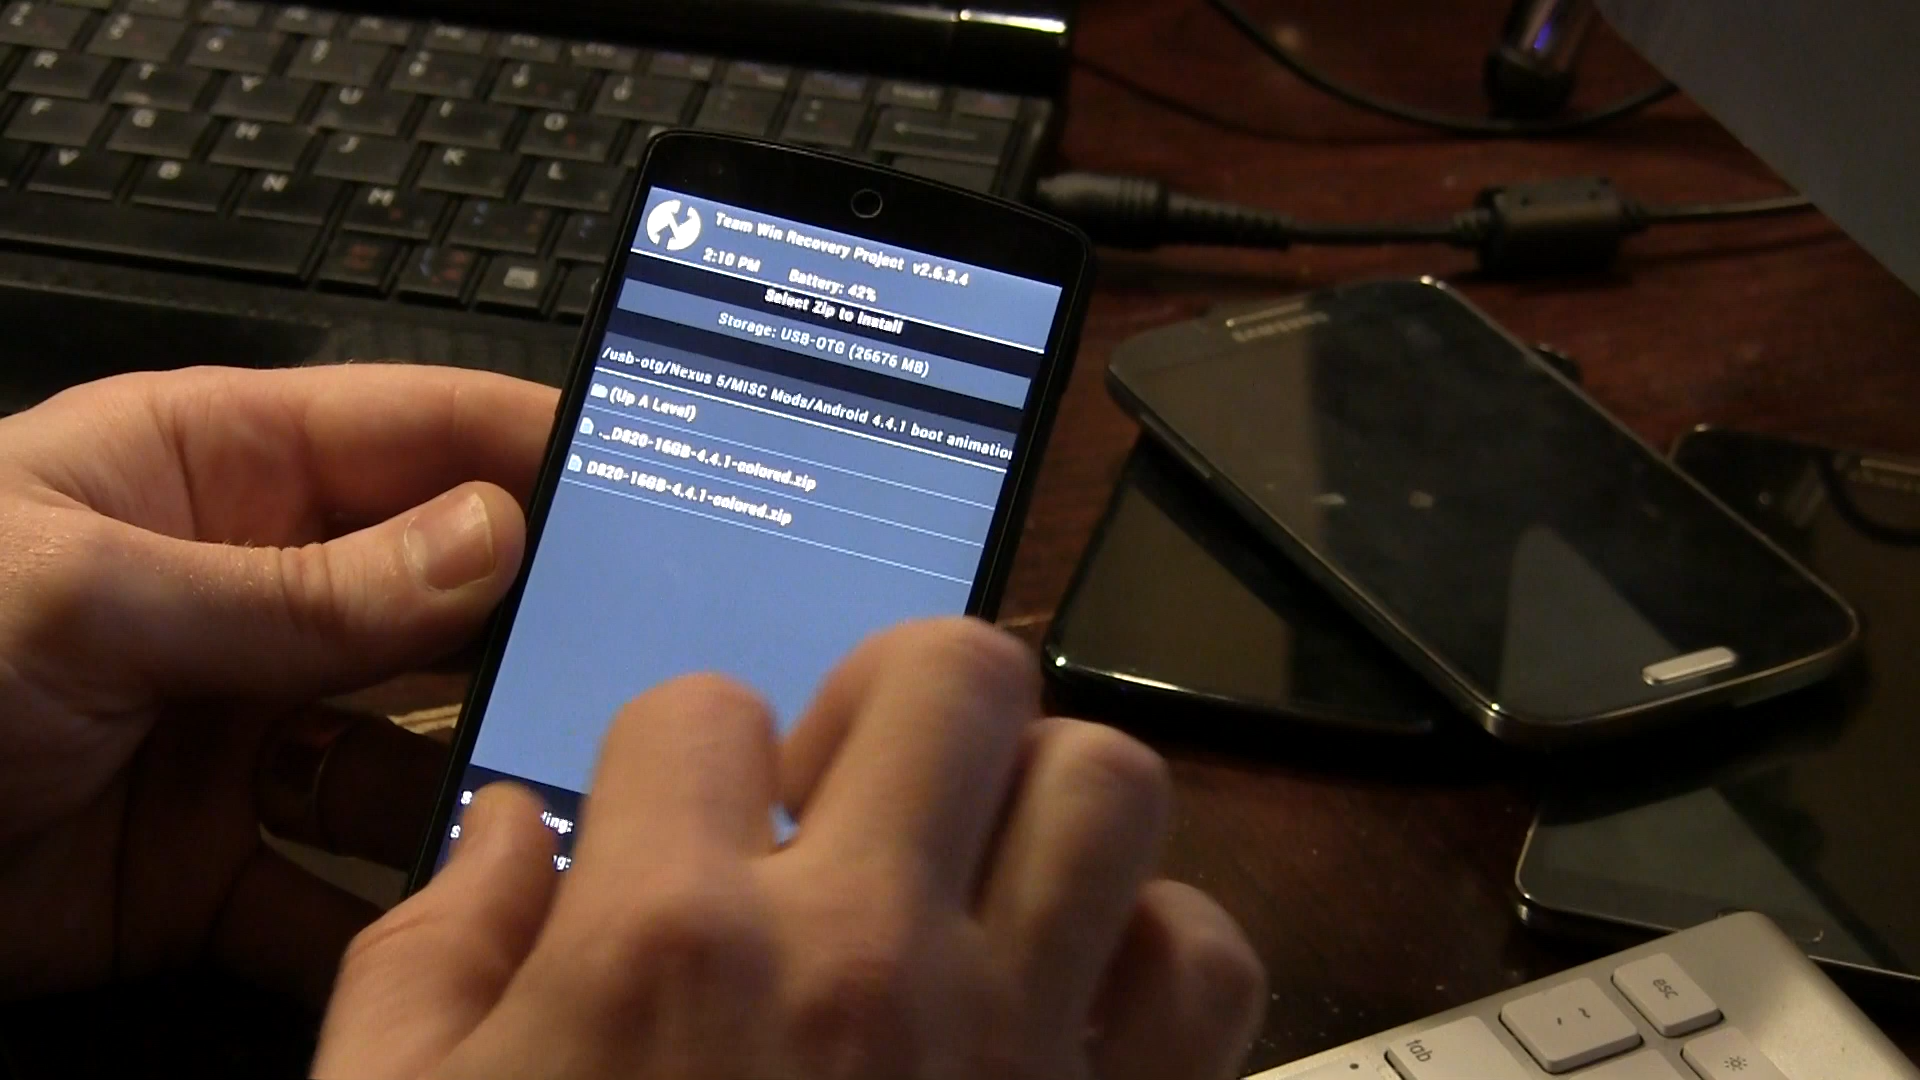 Team Win Recovery Project v2.6.3.4
2:10 PM Battery: 42%
Select Zip to Install
Storage: USB-OTG (26676 MB)
/usb-otg/Nexus 5/MISC Mods/Android 4.4.1 boot animation
(Up A Level)
._D820-16GB-4.4.1-colored.zip
D820-16GB-4.4.1-colored.zip
SAMSUNG
R T Y U
F G H J K L
V B N M
esc
~
tab